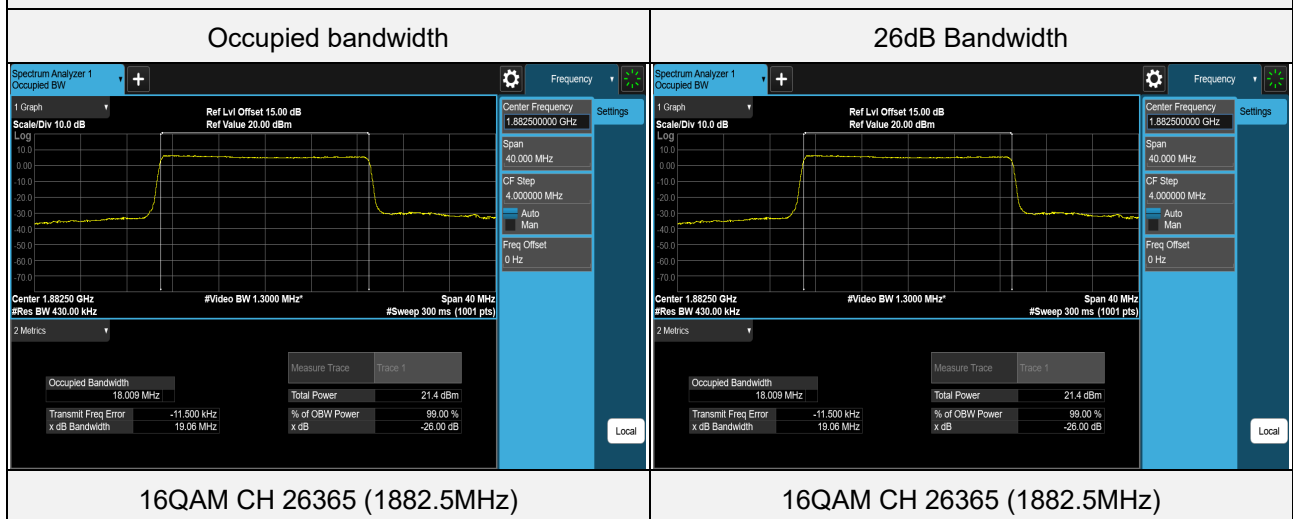 Occupied bandwidth
26dB Bandwidth
Spectrum Analyzer 1
Occupied BW
+
Frequency
1 Graph
Scale/Div 10.0 dB
Ref Lvl Offset 15.00 dB
Ref Value 20.00 dBm
Log
10.0
0.00
-10.0
-20.0
-30.0
-40.0
-50.0
-60.0
-70.0
Center 1.88250 GHz
#Video BW 1.3000 MHz*
Span 40 MHz
#Res BW 430.00 kHz
#Sweep 300 ms (1001 pts)
Center Frequency
1.882500000 GHz
Settings
Span
40.000 MHz
CF Step
4.000000 MHz
Auto
Man
Freq Offset
0 Hz
2 Metrics
Measure Trace Trace 1
Occupied Bandwidth
18.009 MHz
Total Power 21.4 dBm
Transmit Freq Error -11.500 kHz
% of OBW Power 99.00 %
x dB Bandwidth 19.06 MHz
x dB -26.00 dB
Local
Spectrum Analyzer 1
Occupied BW
+
Frequency
1 Graph
Scale/Div 10.0 dB
Ref Lvl Offset 15.00 dB
Ref Value 20.00 dBm
Log
10.0
0.00
-10.0
-20.0
-30.0
-40.0
-50.0
-60.0
-70.0
Center 1.88250 GHz
#Video BW 1.3000 MHz*
Span 40 MHz
#Res BW 430.00 kHz
#Sweep 300 ms (1001 pts)
Center Frequency
1.882500000 GHz
Settings
Span
40.000 MHz
CF Step
4.000000 MHz
Auto
Man
Freq Offset
0 Hz
2 Metrics
Measure Trace Trace 1
Occupied Bandwidth
18.009 MHz
Total Power 21.4 dBm
Transmit Freq Error -11.500 kHz
% of OBW Power 99.00 %
x dB Bandwidth 19.06 MHz
x dB -26.00 dB
Local
16QAM CH 26365 (1882.5MHz)
16QAM CH 26365 (1882.5MHz)